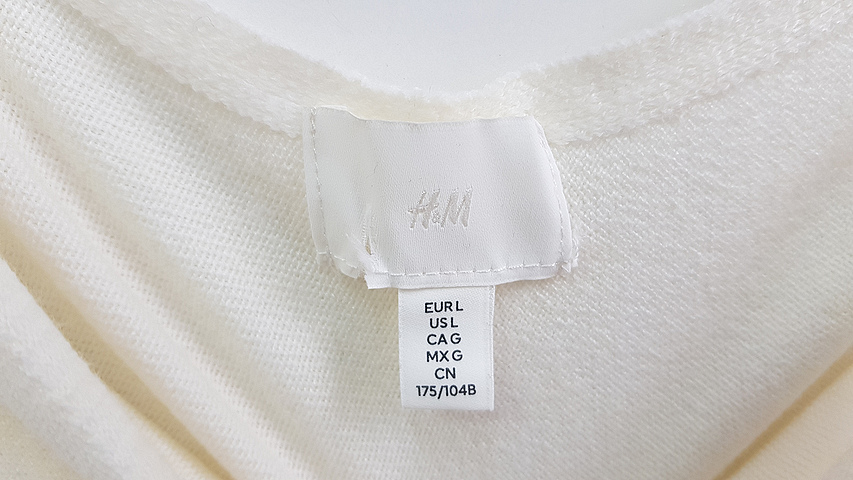 H&M
EUR L
US L
CA G
MX G
CN
175/104B